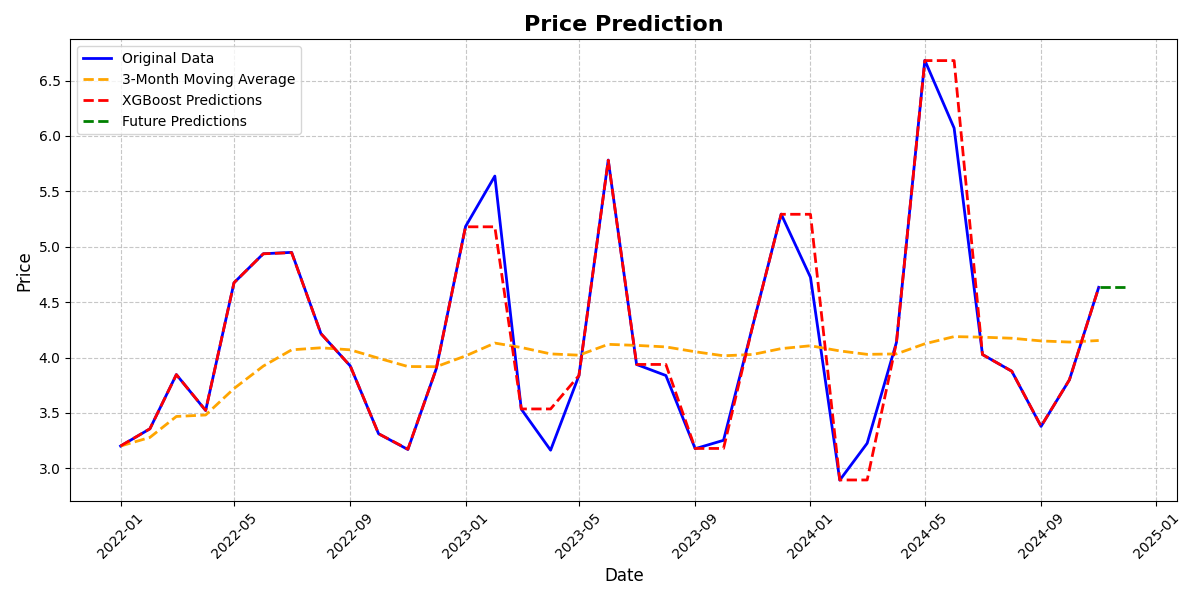 Price Prediction
Original Data
3-Month Moving Average
XGBoost Predictions
Future Predictions
Price
6.5
6.0
5.5
5.0
4.5
4.0
3.5
3.0
2022-01
2022-05
2022-09
2023-01
2023-05
2023-09
2024-01
2024-05
2024-09
2025-01
Date